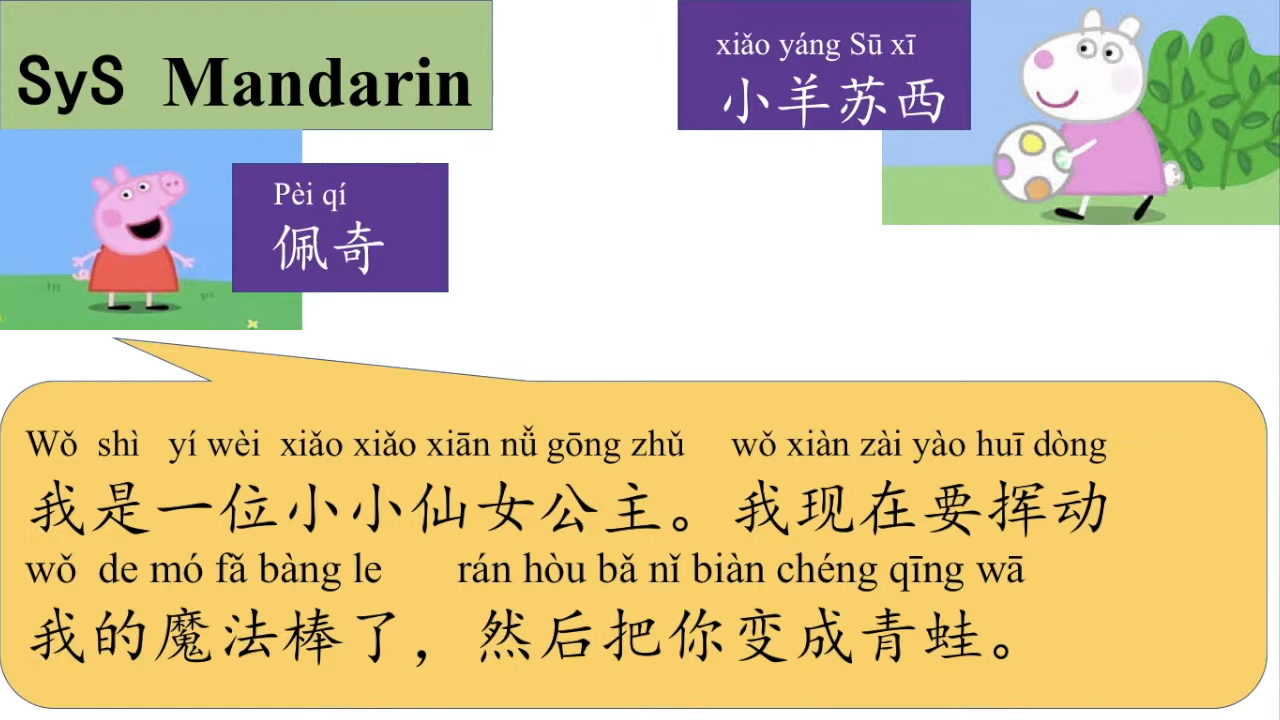 SyS Mandarin
xiǎo yáng Sū xī
小羊苏西
Pèi qí
佩奇
Wǒ shì yí wèi xiǎo xiǎo xiān nǚ gōng zhǔ wǒ xiàn zài yào huī dòng
我是一位小小仙女公主。我现在要挥动
wǒ de mó fǎ bàng le rán hòu bǎ nǐ biàn chéng qīng wā
我的魔法棒了，然后把你变成青蛙。